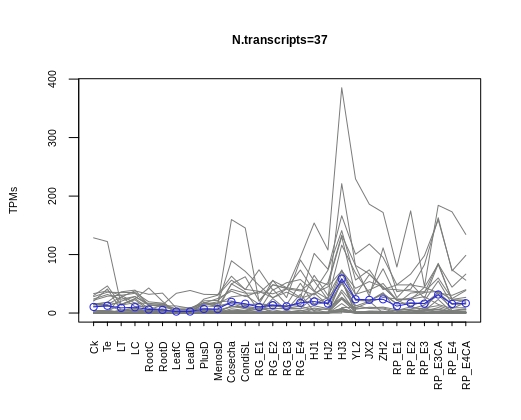 N.transcripts=37
TPMs
400
300
200
100
0
Ck
Te
LT
LC
RootC
RootD
LeafC
LeafD
PlusD
MenosD
Cosecha
CondiSL
RG_E1
RG_E2
RG_E3
RG_E4
HJ1
HJ2
HJ3
YL2
JX2
ZH2
RP_E1
RP_E2
RP_E3
RP_E3CA
RP_E4
RP_E4CA